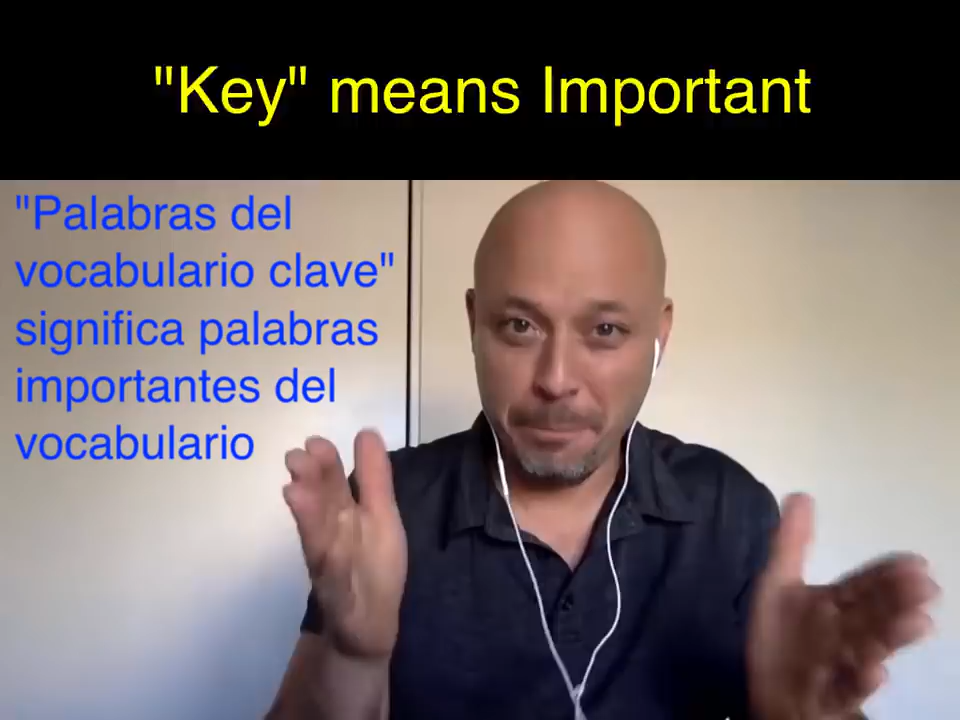 "Key" means Important
"Palabras del
vocabulario clave"
significa palabras
importantes del
vocabulario